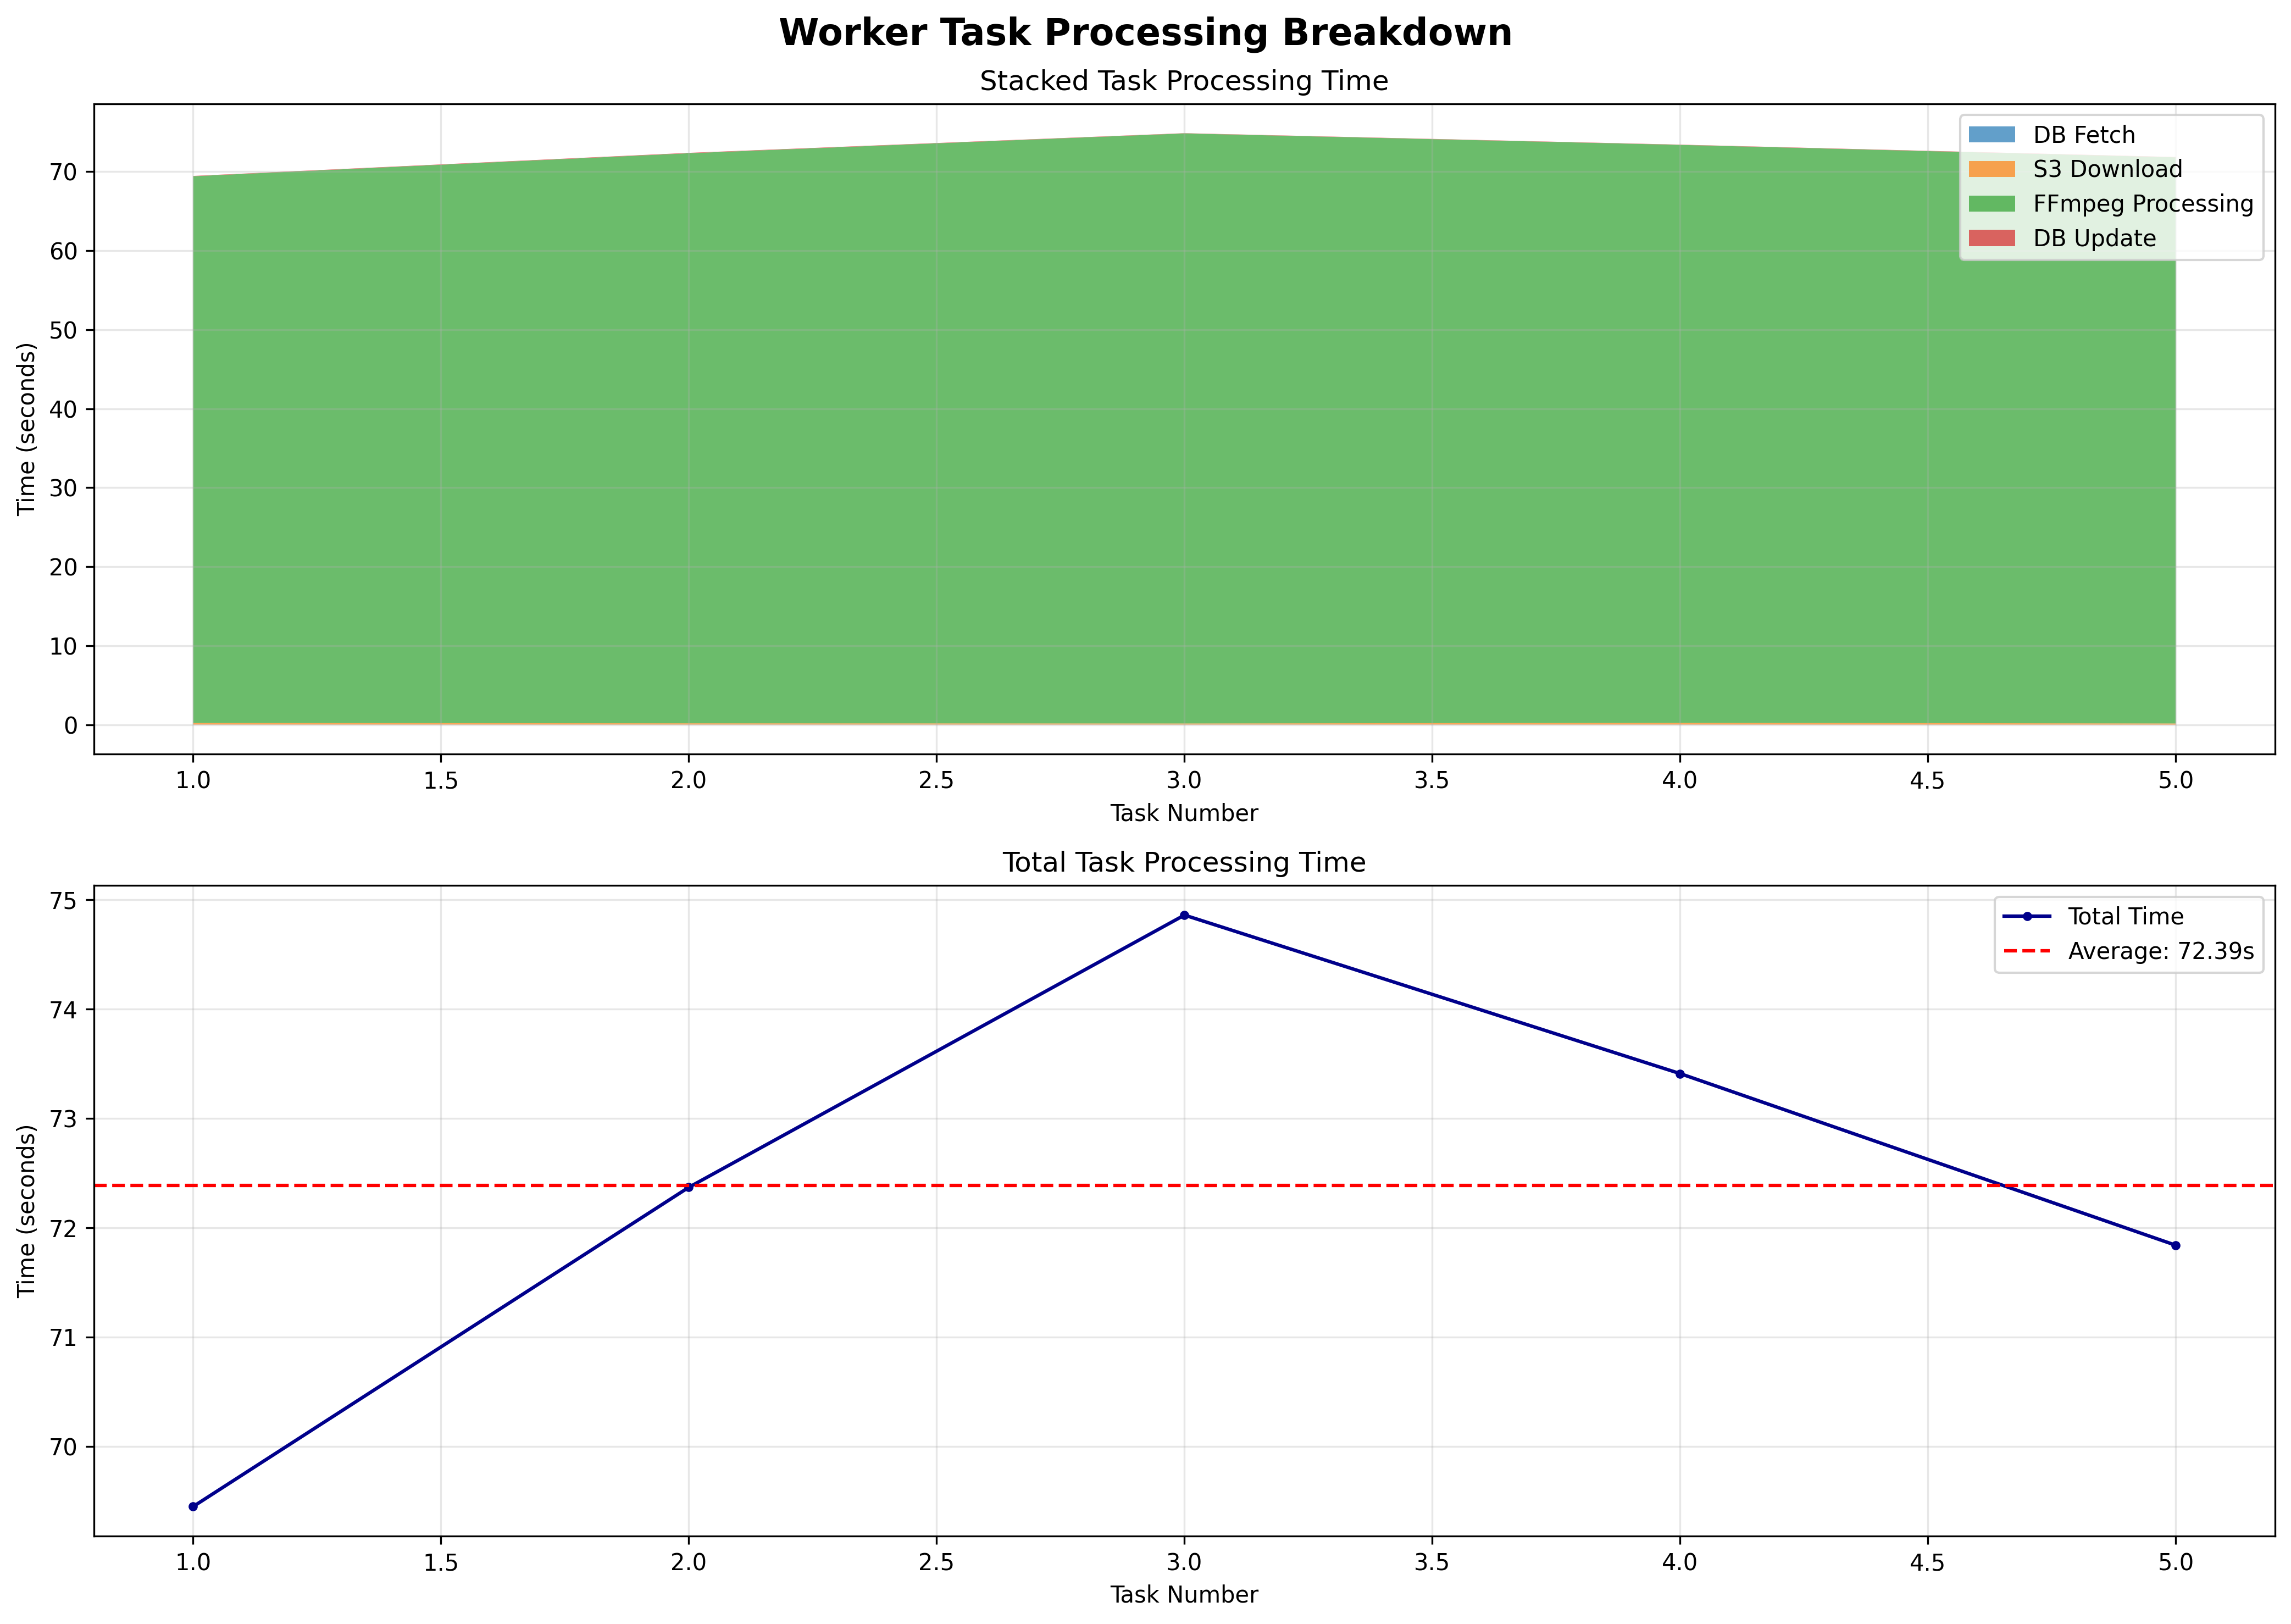 Worker Task Processing Breakdown
Stacked Task Processing Time
DB Fetch
S3 Download
FFmpeg Processing
DB Update
Time (seconds)
70
60
50
40
30
20
10
0
1.0 1.5 2.0 2.5 3.0 3.5 4.0 4.5 5.0
Task Number
Total Task Processing Time
Total Time
Average: 72.39s
Time (seconds)
75
74
73
72
71
70
1.0 1.5 2.0 2.5 3.0 3.5 4.0 4.5 5.0
Task Number